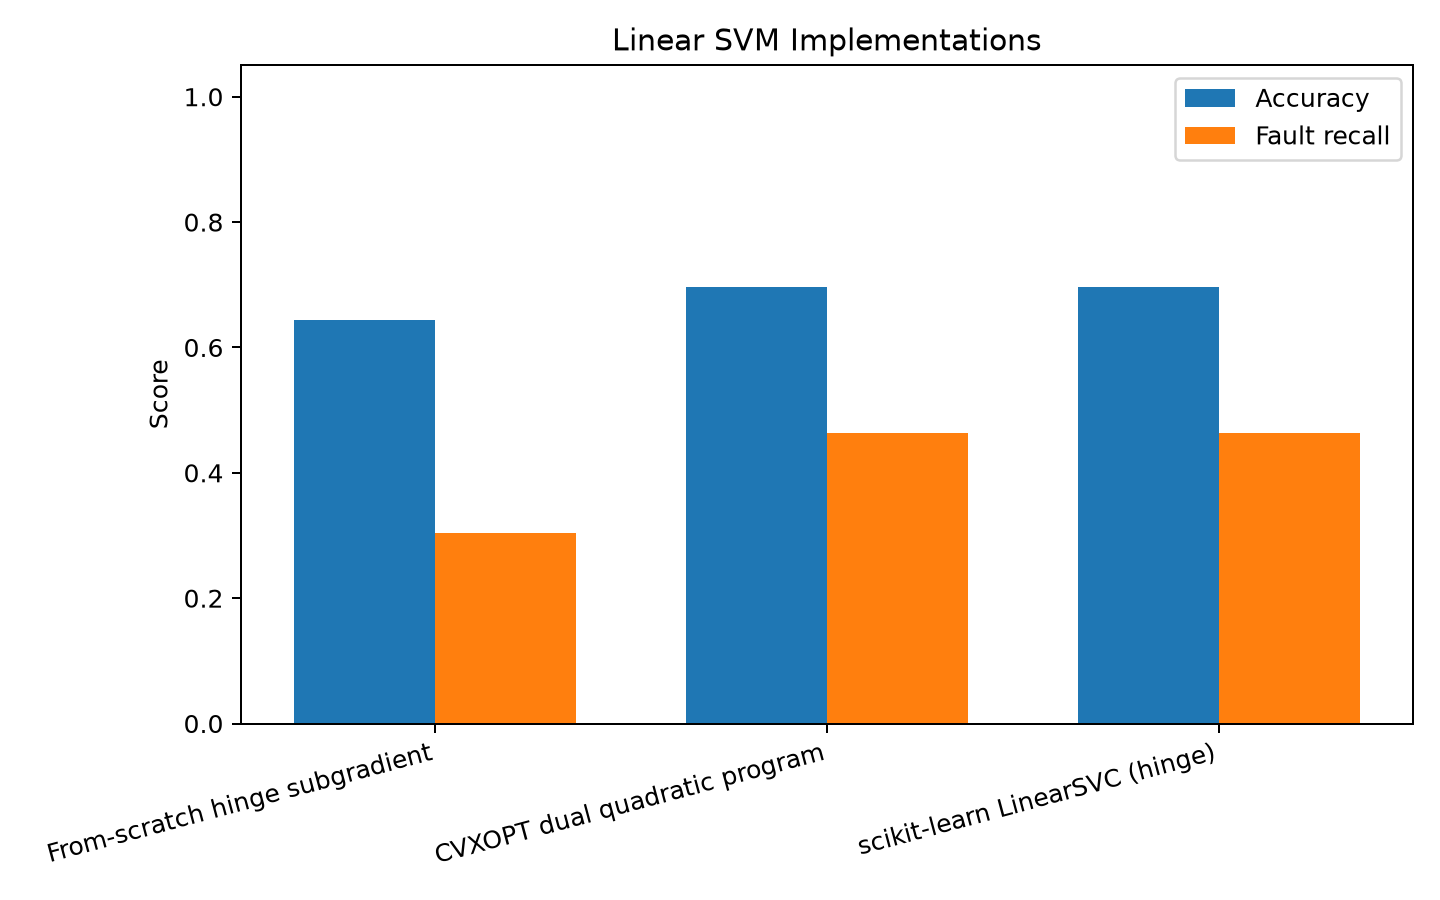 Linear SVM Implementations
1.0
0.8
0.6
0.4
0.2
0.0
Score
Accuracy
Fault recall
From-scratch hinge subgradient
CVXOPT dual quadratic program
scikit-learn LinearSVC (hinge)